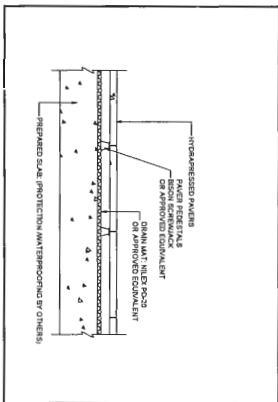 HYDRAPRESSED PAVERS
PAVER PEDESTALS
BISON SCREWJACK
OR APPROVED EQUIVALENT
DRAIN MAT: NILEX PD-20
OR APPROVED EQUIVALENT
PREPARED SLAB: (PROTECTION /WATERPROOFING BY OTHERS)